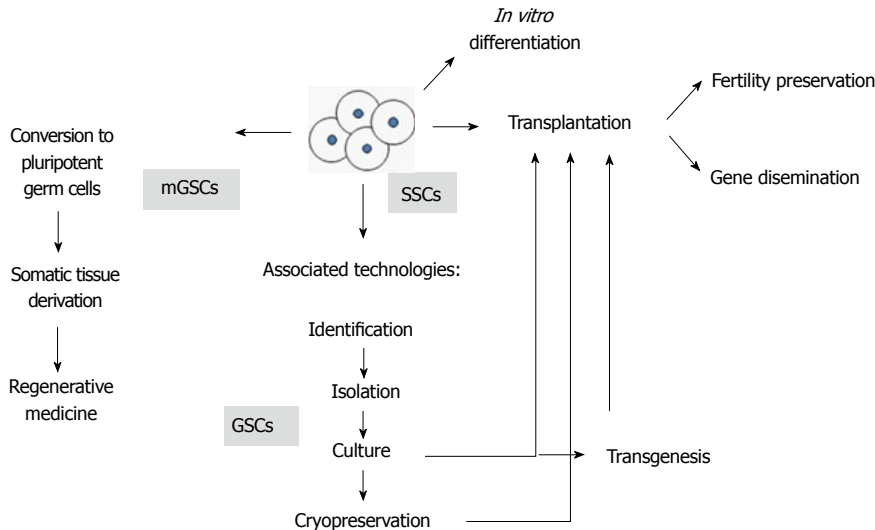 In vitro
differentiation
Fertility preservation
Transplantation
Conversion to
pluripotent
germ cells
mGSCs
SSCs
Gene disemination
Associated technologies:
Somatic tissue
derivation
Identification
Regenerative
medicine
Isolation
GSCs
Culture
Transgenesis
Cryopreservation